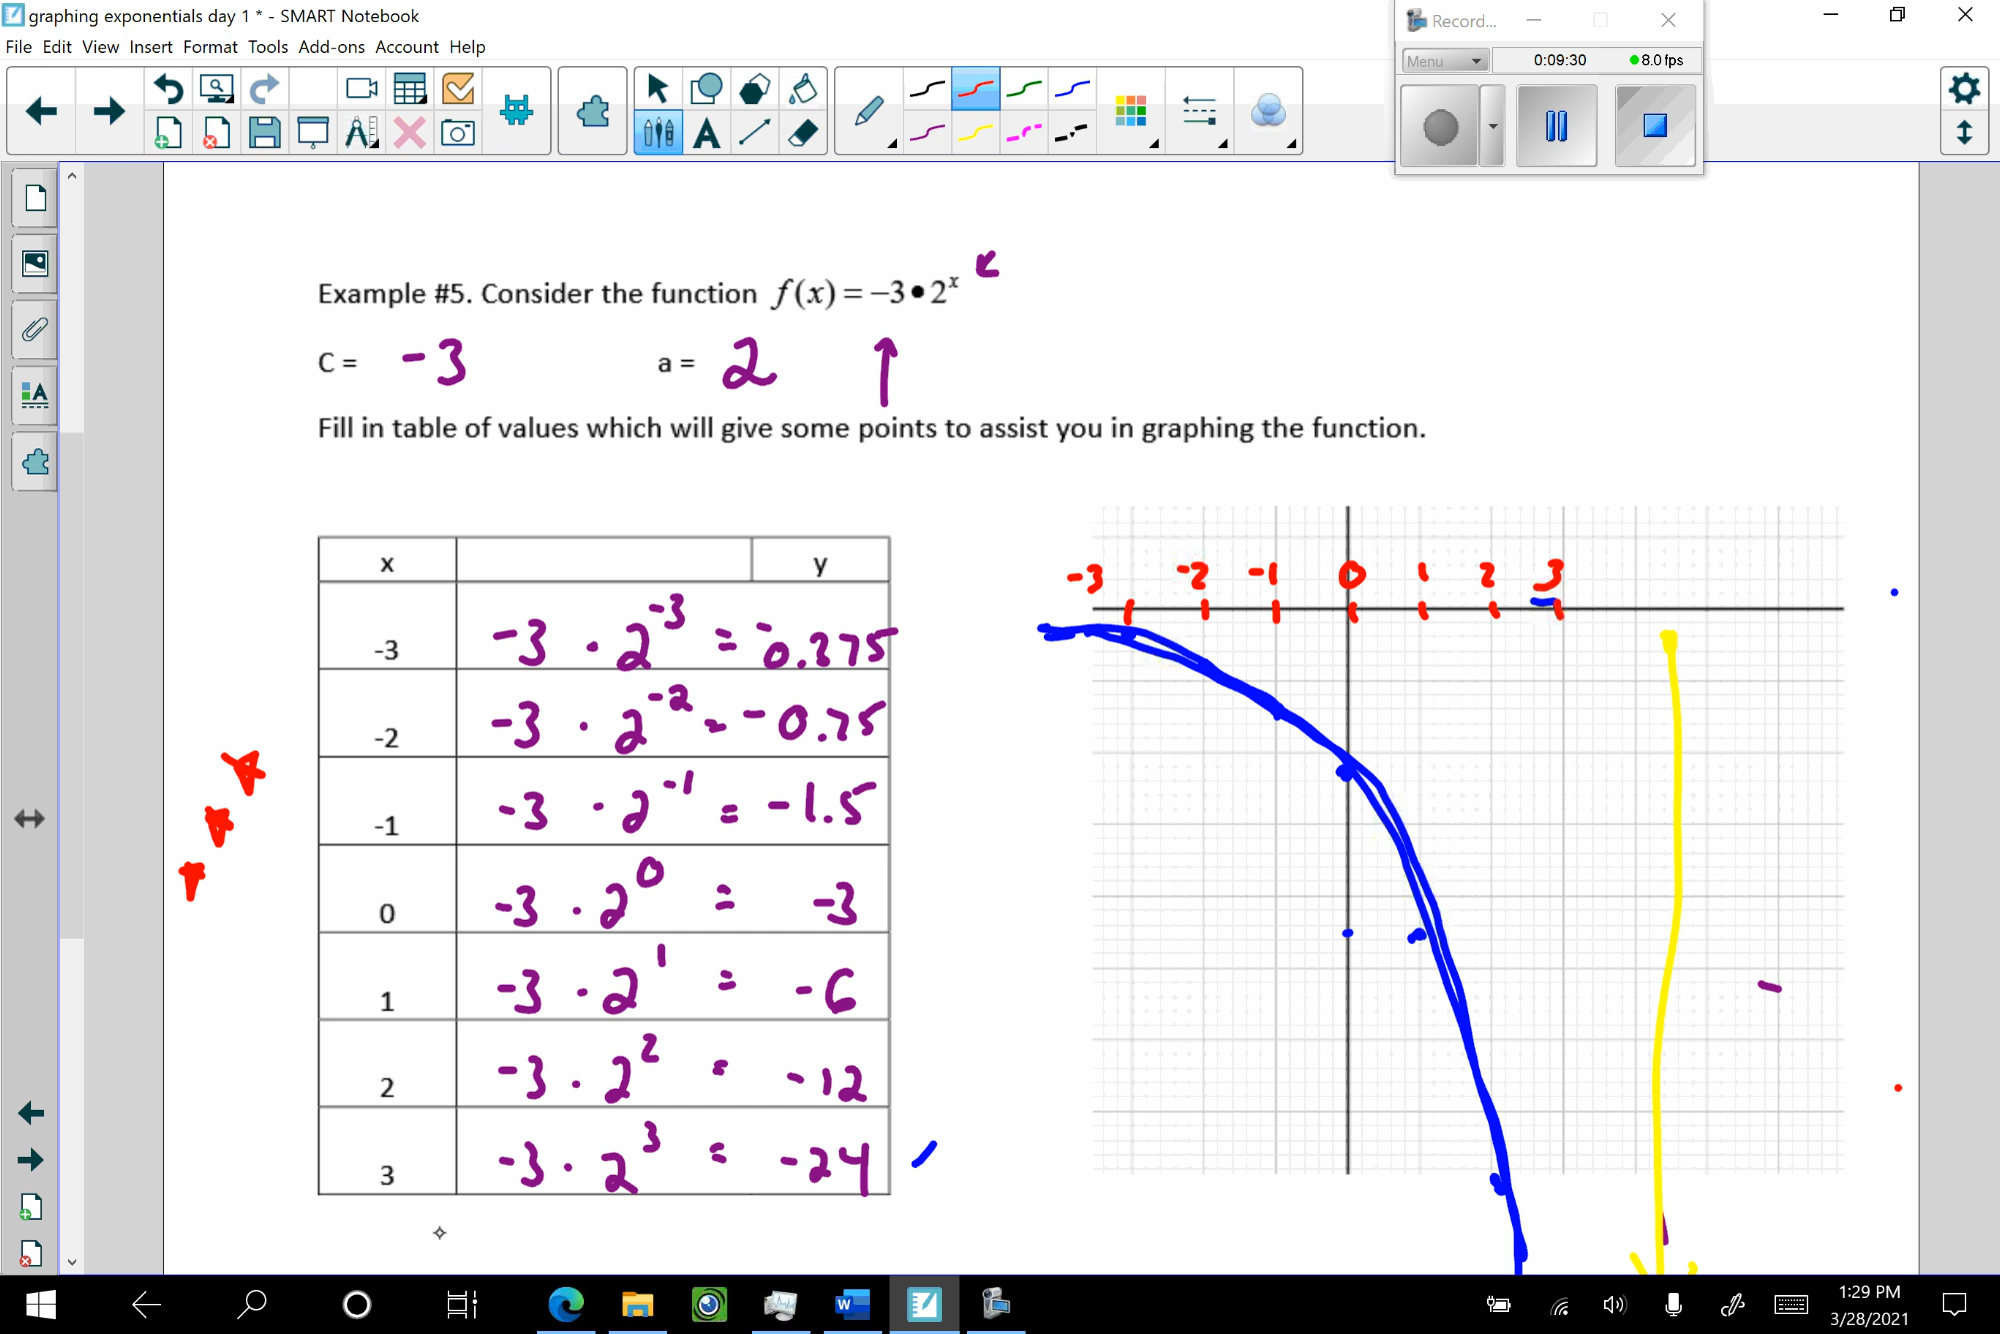 graphing exponentials day 1 * - SMART Notebook
Record...
File Edit View Insert Format Tools Add-ons Account Help
Menu
0:09:30
8.0 fps
Example #5. Consider the function f(x) = −3•2^x
C = -3 a = 2 ↑
Fill in table of values which will give some points to assist you in graphing the function.
x y
-3 -3 · 2^-3 = -0.375
-2 -3 · 2^-2 = -0.75
-1 -3 · 2^-1 = -1.5
0 -3 · 2^0 = -3
1 -3 · 2^1 = -6
2 -3 · 2^2 = -12
3 -3 · 2^3 = -24
-3 -2 -1 0 1 2 3
1:29 PM
3/28/2021